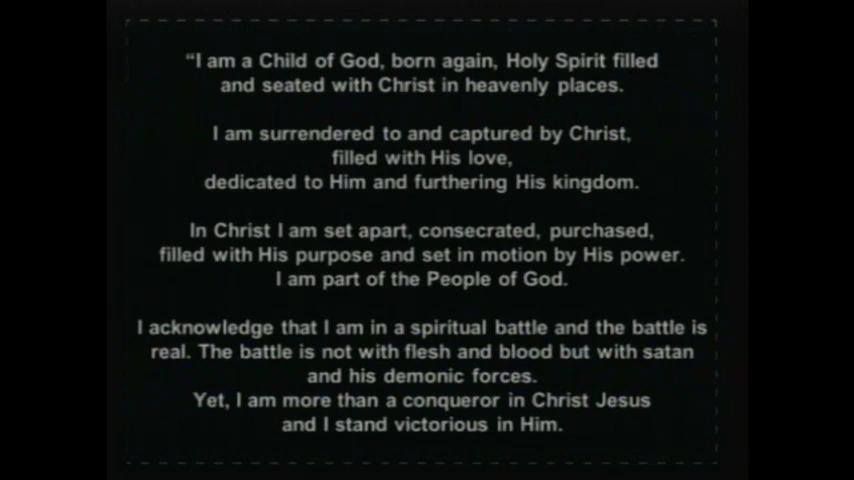 “I am a Child of God, born again, Holy Spirit filled
and seated with Christ in heavenly places.
I am surrendered to and captured by Christ,
filled with His love,
dedicated to Him and furthering His kingdom.
In Christ I am set apart, consecrated, purchased,
filled with His purpose and set in motion by His power.
I am part of the People of God.
I acknowledge that I am in a spiritual battle and the battle is
real. The battle is not with flesh and blood but with satan
and his demonic forces.
Yet, I am more than a conqueror in Christ Jesus
and I stand victorious in Him.